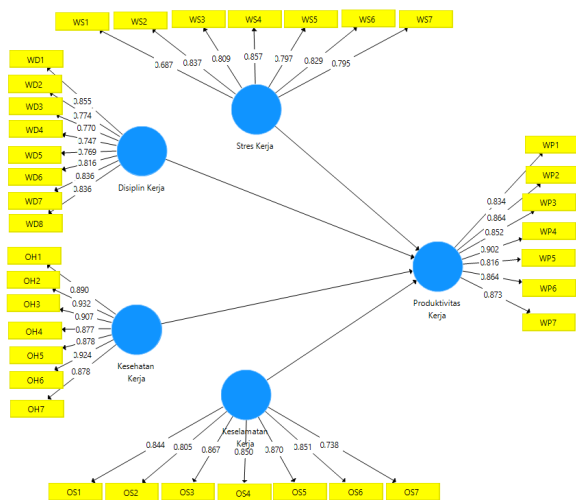 WS1
WS2
WS3
WS4
WS5
WS6
WS7
0.687
0.837
0.809
0.857
0.797
0.829
0.795
Stres Kerja
WD1
WD2
WD3
WD4
WD5
WD6
WD7
WD8
0.855
0.774
0.770
0.747
0.769
0.816
0.836
0.836
Disiplin Kerja
OH1
OH2
OH3
OH4
OH5
OH6
OH7
0.890
0.932
0.907
0.877
0.878
0.924
0.878
Kesehatan
Kerja
WP1
WP2
WP3
WP4
WP5
WP6
WP7
0.834
0.864
0.852
0.902
0.816
0.864
0.873
Produktivitas
Kerja
Keselamatan
Kerja
0.844
0.805
0.867
0.850
0.870
0.851
0.738
OS1
OS2
OS3
OS4
OS5
OS6
OS7